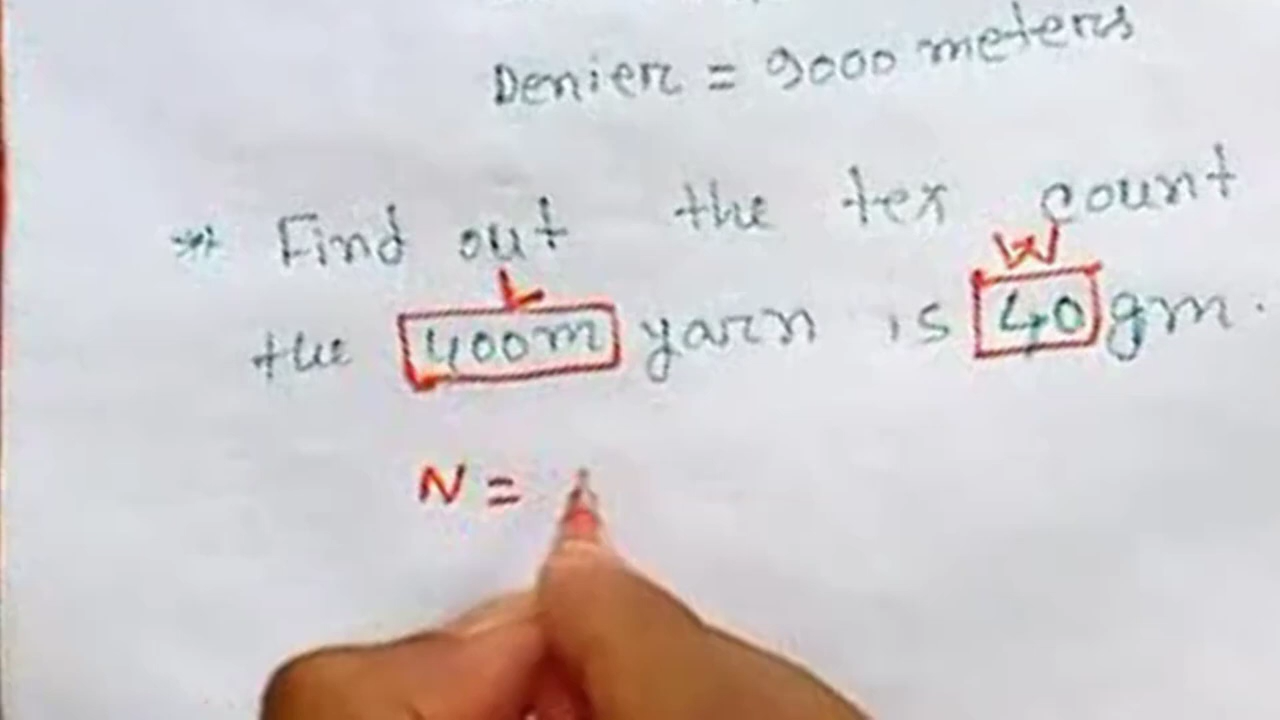 Denier = 9000 meters
** Find out the tex count
L W
the 400m yarn is 40 gm.
N =